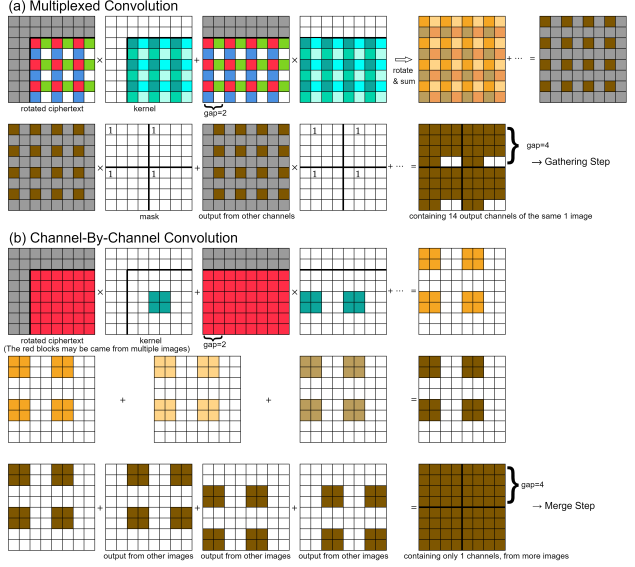 (a) Multiplexed Convolution
× + × rotate & sum + ··· =
rotated ciphertext
kernel
gap=2
1 1 1 1
× + × + ··· =
1 1 1 1
gap=4
→ Gathering Step
mask
output from other channels
containing 14 output channels of the same 1 image
(b) Channel-By-Channel Convolution
× + × + ··· =
rotated ciphertext
kernel
gap=2
(The red blocks may be came from multiple images)
+ + =
+ + + =
gap=4
→ Merge Step
output from other images
output from other images
output from other images
containing only 1 channels, from more images